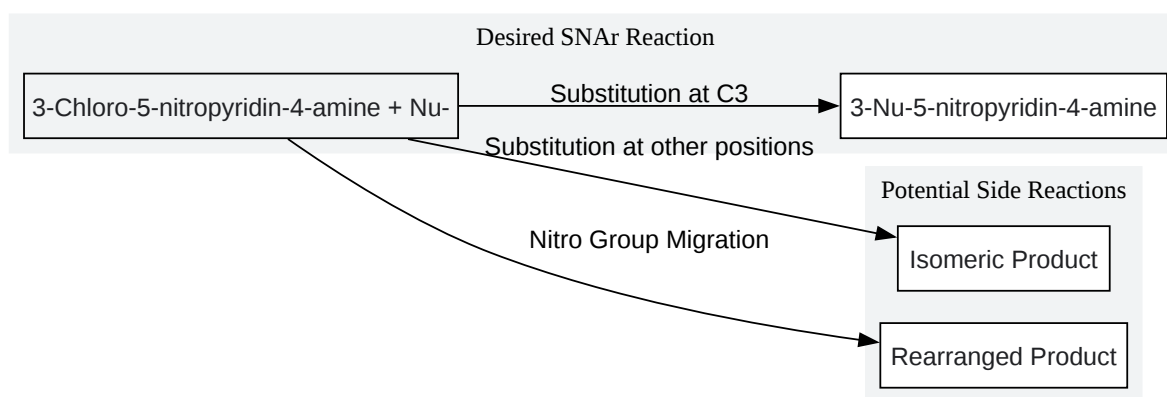 Desired SNAr Reaction
3-Chloro-5-nitropyridin-4-amine + Nu-
Substitution at C3
3-Nu-5-nitropyridin-4-amine
Substitution at other positions
Potential Side Reactions
Nitro Group Migration
Isomeric Product
Rearranged Product